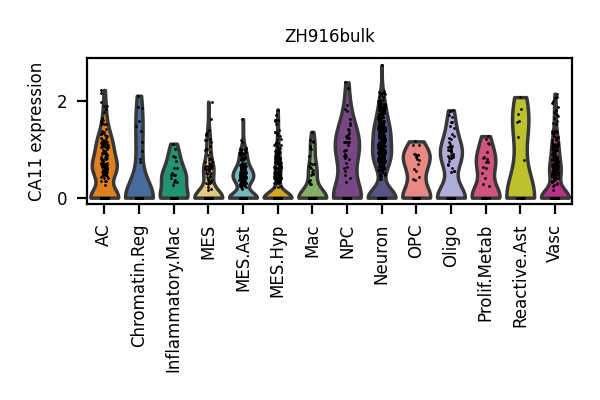 ZH916bulk
CA11 expression
2
0
AC
Chromatin.Reg
Inflammatory.Mac
MES
MES.Ast
MES.Hyp
Mac
NPC
Neuron
OPC
Oligo
Prolif.Metab
Reactive.Ast
Vasc